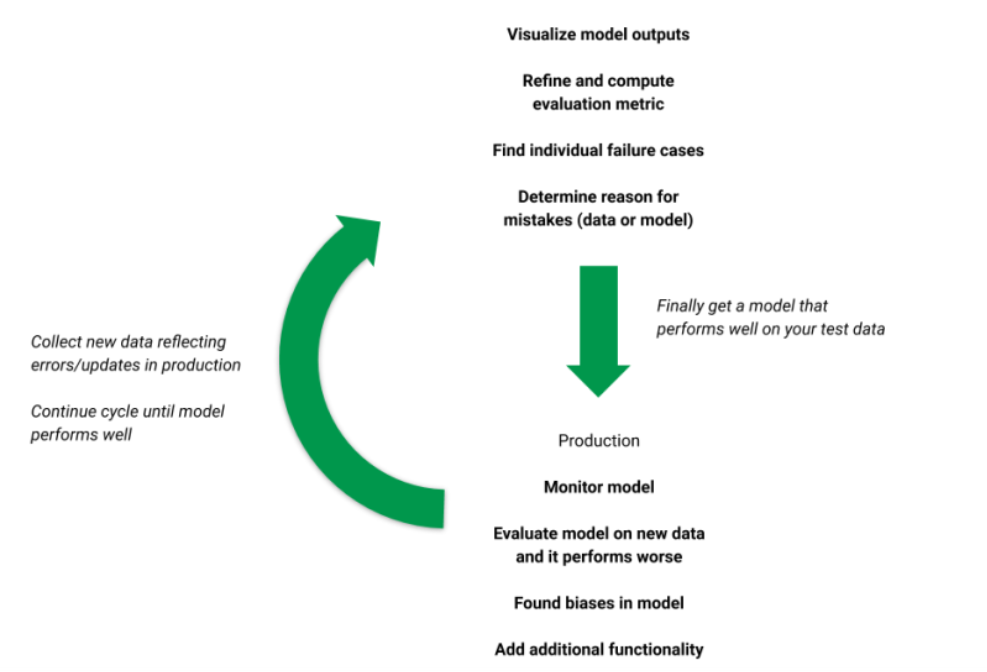 Visualize model outputs
Refine and compute
evaluation metric
Find individual failure cases
Determine reason for
mistakes (data or model)
Finally get a model that
performs well on your test data
Collect new data reflecting
errors/updates in production
Continue cycle until model
performs well
Production
Monitor model
Evaluate model on new data
and it performs worse
Found biases in model
Add additional functionality